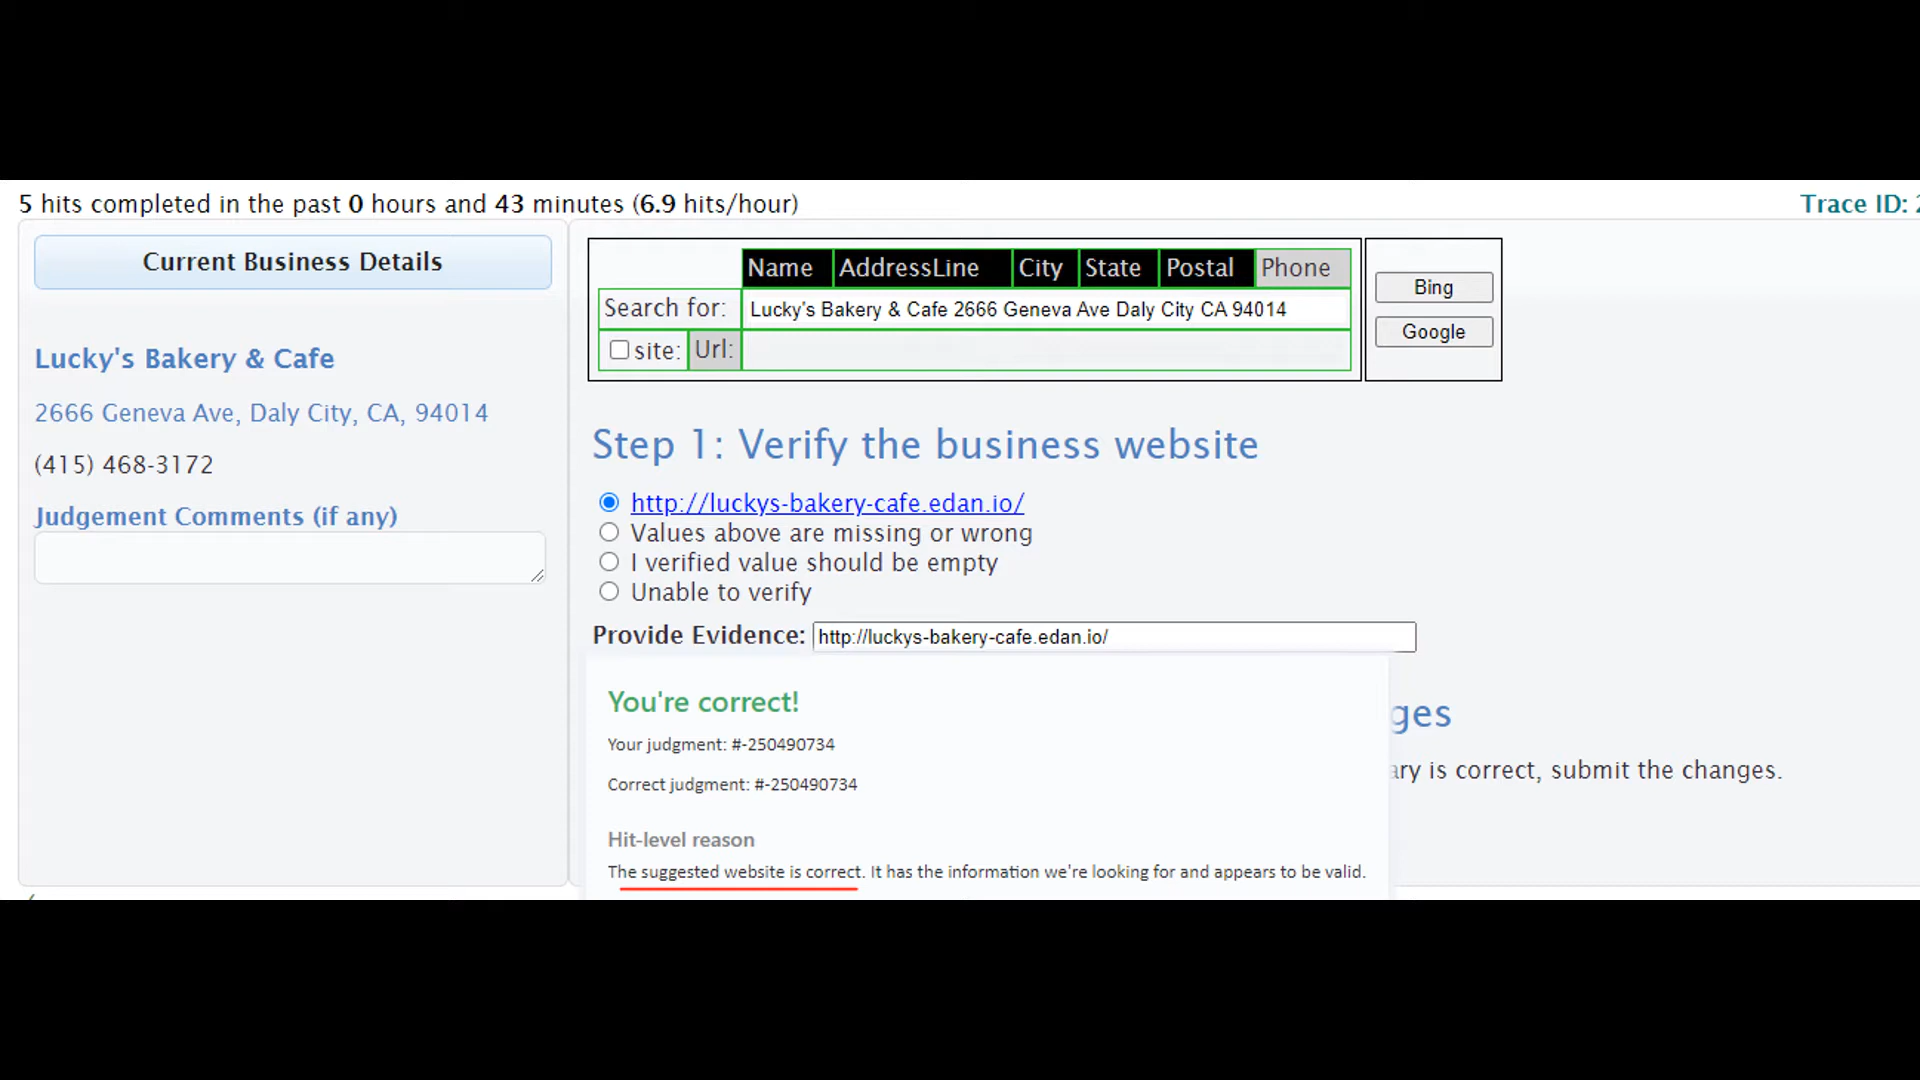 5 hits completed in the past 0 hours and 43 minutes (6.9 hits/hour)
Trace ID:
Current Business Details
Lucky's Bakery & Cafe
2666 Geneva Ave, Daly City, CA, 94014
(415) 468-3172
Judgement Comments (if any)
Name AddressLine City State Postal Phone
Search for: Lucky's Bakery & Cafe 2666 Geneva Ave Daly City CA 94014
site: Url:
Bing
Google
Step 1: Verify the business website
http://luckys-bakery-cafe.edan.io/
Values above are missing or wrong
I verified value should be empty
Unable to verify
Provide Evidence: http://luckys-bakery-cafe.edan.io/
You're correct!
Your judgment: #-250490734
Correct judgment: #-250490734
Hit-level reason
The suggested website is correct. It has the information we're looking for and appears to be valid.
ges
ary is correct, submit the changes.